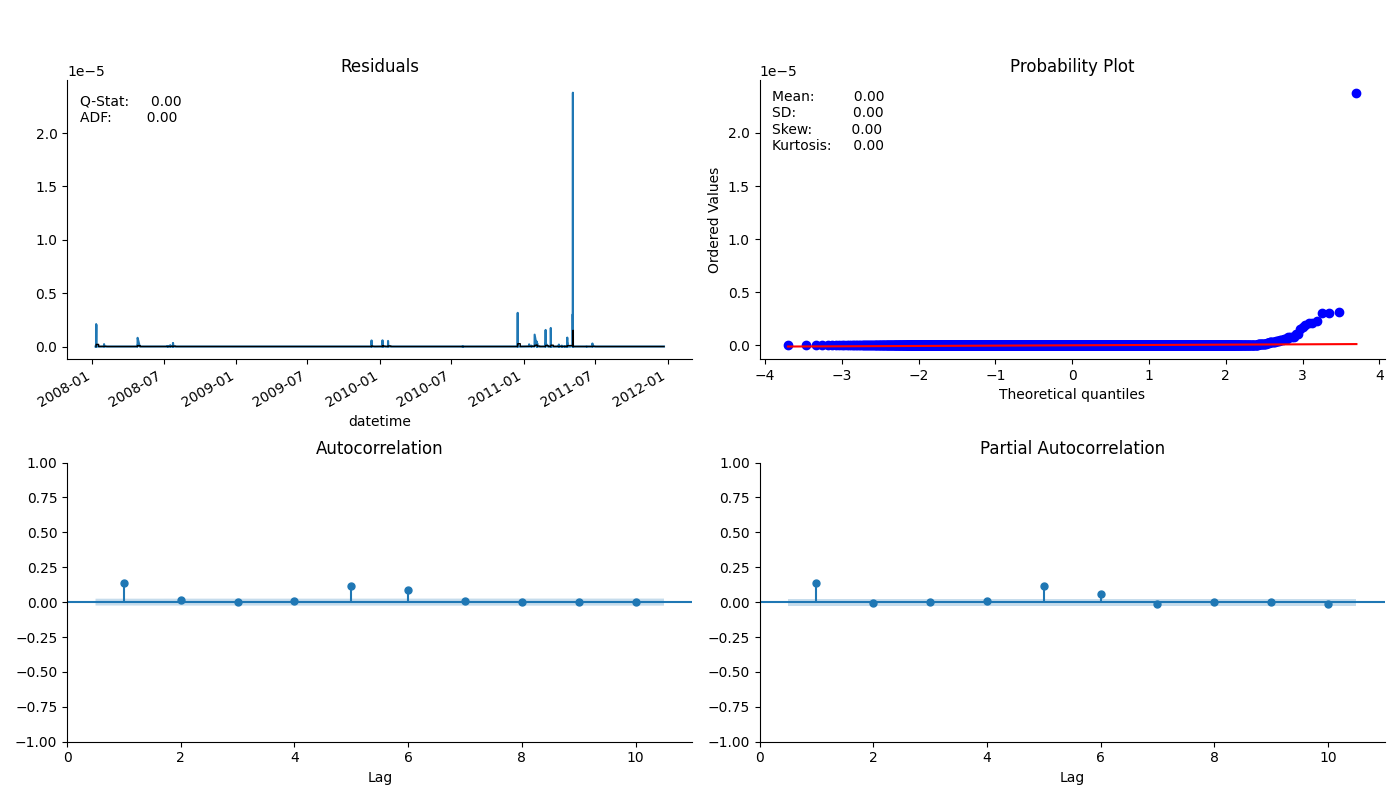 Residuals
1e−5
Q-Stat: 0.00
ADF: 0.00
2.0
1.5
1.0
0.5
0.0
2008-01
2008-07
2009-01
2009-07
2010-01
2010-07
2011-01
2011-07
2012-01
datetime
Probability Plot
1e−5
Mean: 0.00
SD: 0.00
Skew: 0.00
Kurtosis: 0.00
Ordered Values
2.0
1.5
1.0
0.5
0.0
−4 −3 −2 −1 0 1 2 3 4
Theoretical quantiles
Autocorrelation
1.00
0.75
0.50
0.25
0.00
−0.25
−0.50
−0.75
−1.00
0 2 4 6 8 10
Lag
Partial Autocorrelation
1.00
0.75
0.50
0.25
0.00
−0.25
−0.50
−0.75
−1.00
0 2 4 6 8 10
Lag